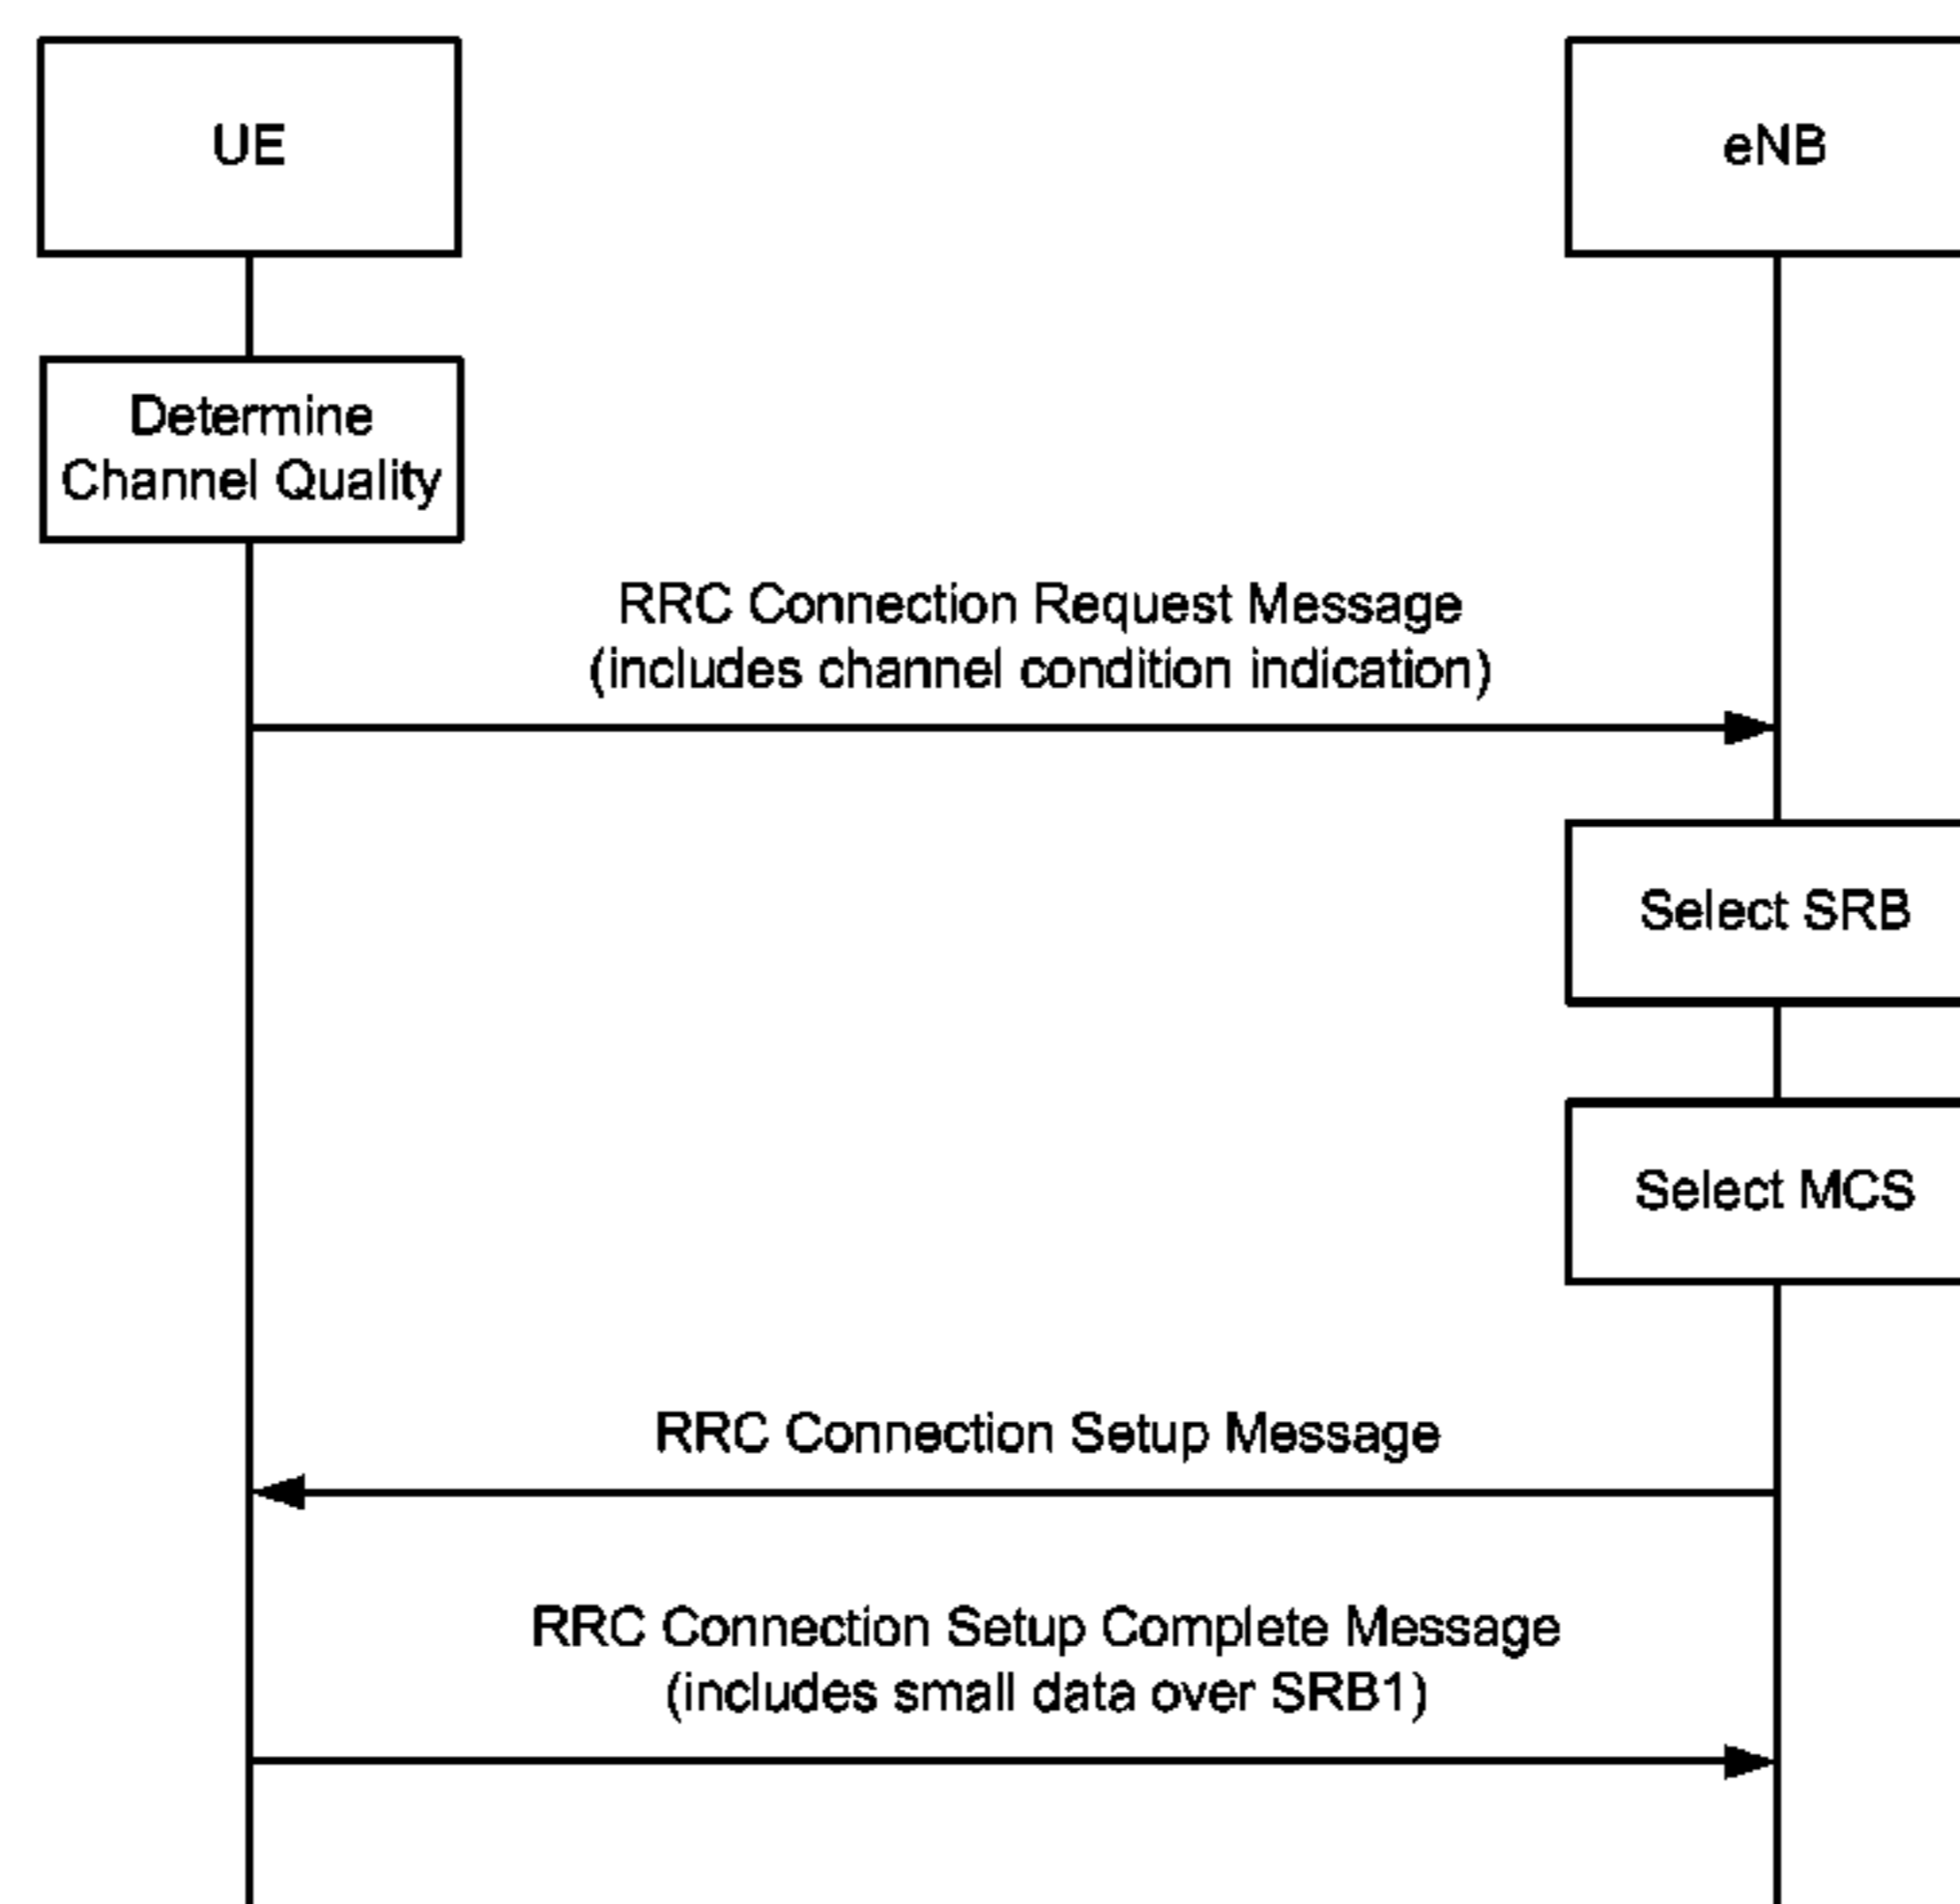 UE
eNB
Determine
Channel Quality
RRC Connection Request Message
(includes channel condition indication)
Select SRB
Select MCS
RRC Connection Setup Message
RRC Connection Setup Complete Message
(includes small data over SRB1)